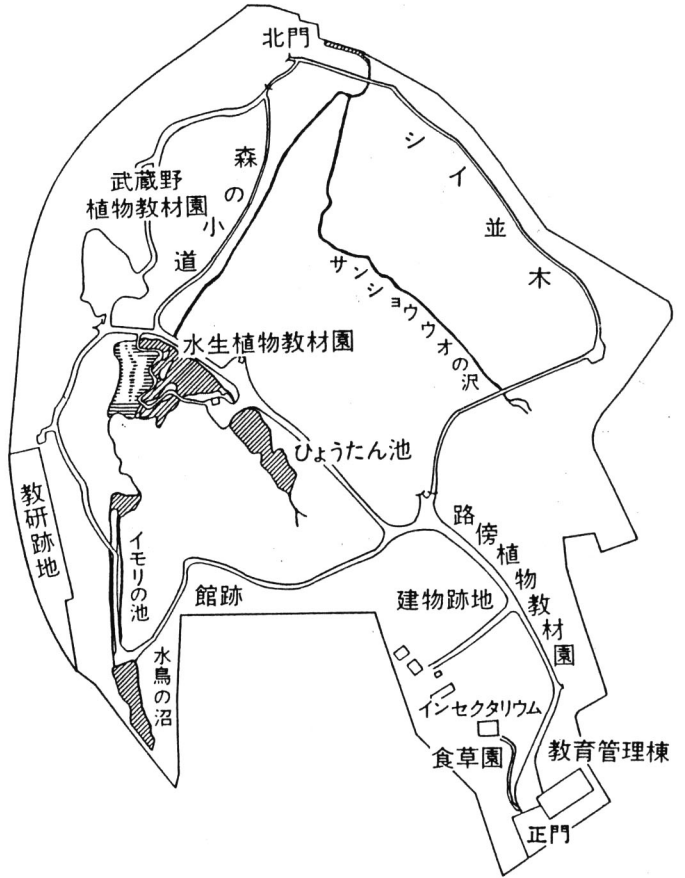 北門
シイ並木
森の小道
武蔵野
植物教材園
サンショウウオの沢
水生植物教材園
ひょうたん池
教研跡地
イモリの池
路傍植物教材園
館跡
建物跡地
水鳥の沼
インセクタリウム
食草園
教育管理棟
正門